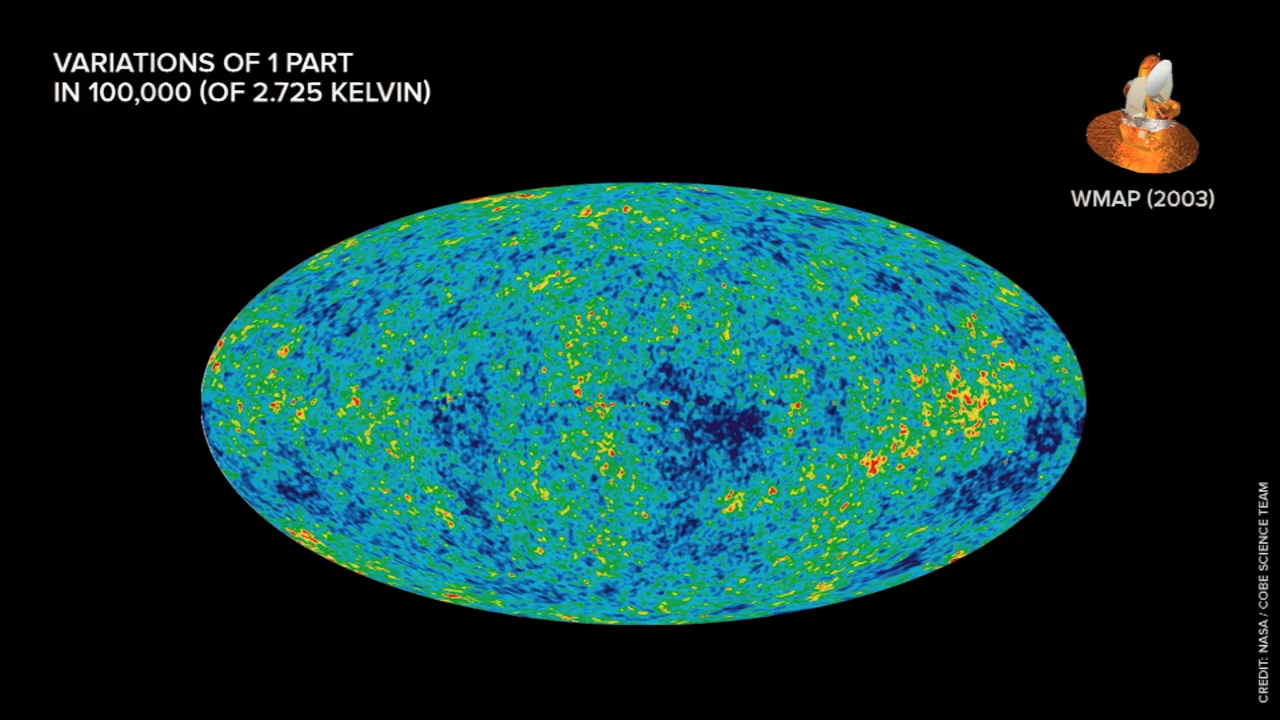 VARIATIONS OF 1 PART
IN 100,000 (OF 2.725 KELVIN)
WMAP (2003)
CREDIT: NASA / COBE SCIENCE TEAM